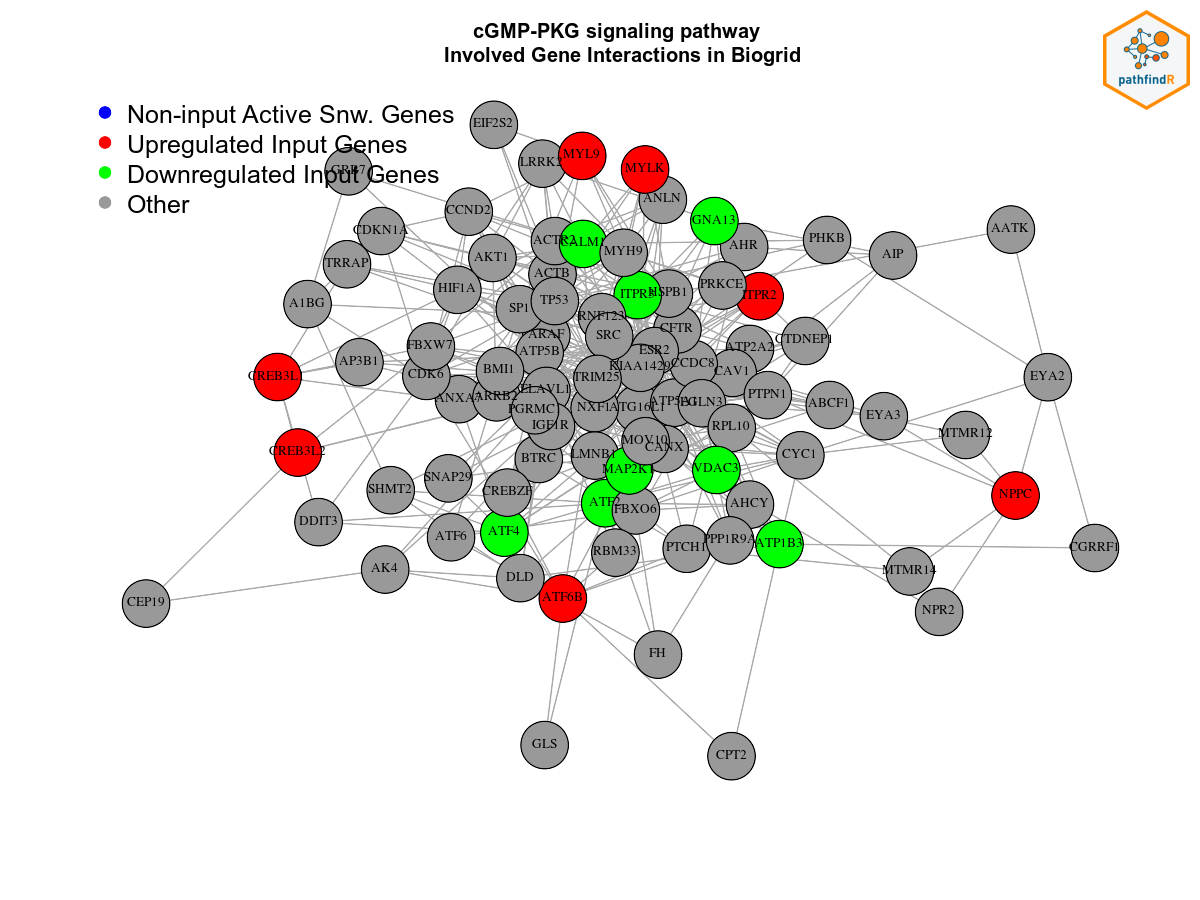 cGMP-PKG signaling pathway
Involved Gene Interactions in Biogrid
pathfindR
Non-input Active Snw. Genes
Upregulated Input Genes
Downregulated Input Genes
Other
EIF2S2
LRRK2
MYL9
MYLK
GRB7
ANLN
CCND2
GNA13
CDKN1A
ACTR2
CALM1
MYH9
AHR
PHKB
AATK
AIP
TRRAP
AKT1
ACTB
HIF1A
ITPR3
HSPB1
PRKCE
ITPR2
A1BG
SP1
TP53
RNF123
SRC
CFTR
ARAF
CTDNEP1
FBXW7
ATP5B
ESR2
ATP2A2
AP3B1
KIAA1429
CCDC8
CAV1
CREB3L1
CDK6
BMI1
TRIM25
EYA2
ANXA7
ARRB2
ELAVL1
PTPN1
PGRMC1
NXF1
ATG16L1
EGLN3
ABCF1
EYA3
IGF1R
RPL10
MTMR12
MOV10
CANX
CREB3L2
BTRC
LMNB1
CYC1
MAP2K1
VDAC3
SNAP29
SHMT2
CREBZF
NPPC
ATF2
FBXO6
AHCY
DDIT3
ATF6
ATF4
PPP1R9A
ATP1B3
PTCH1
RBM33
CGRRF1
AK4
DLD
MTMR14
CEP19
ATF6B
NPR2
FH
GLS
CPT2